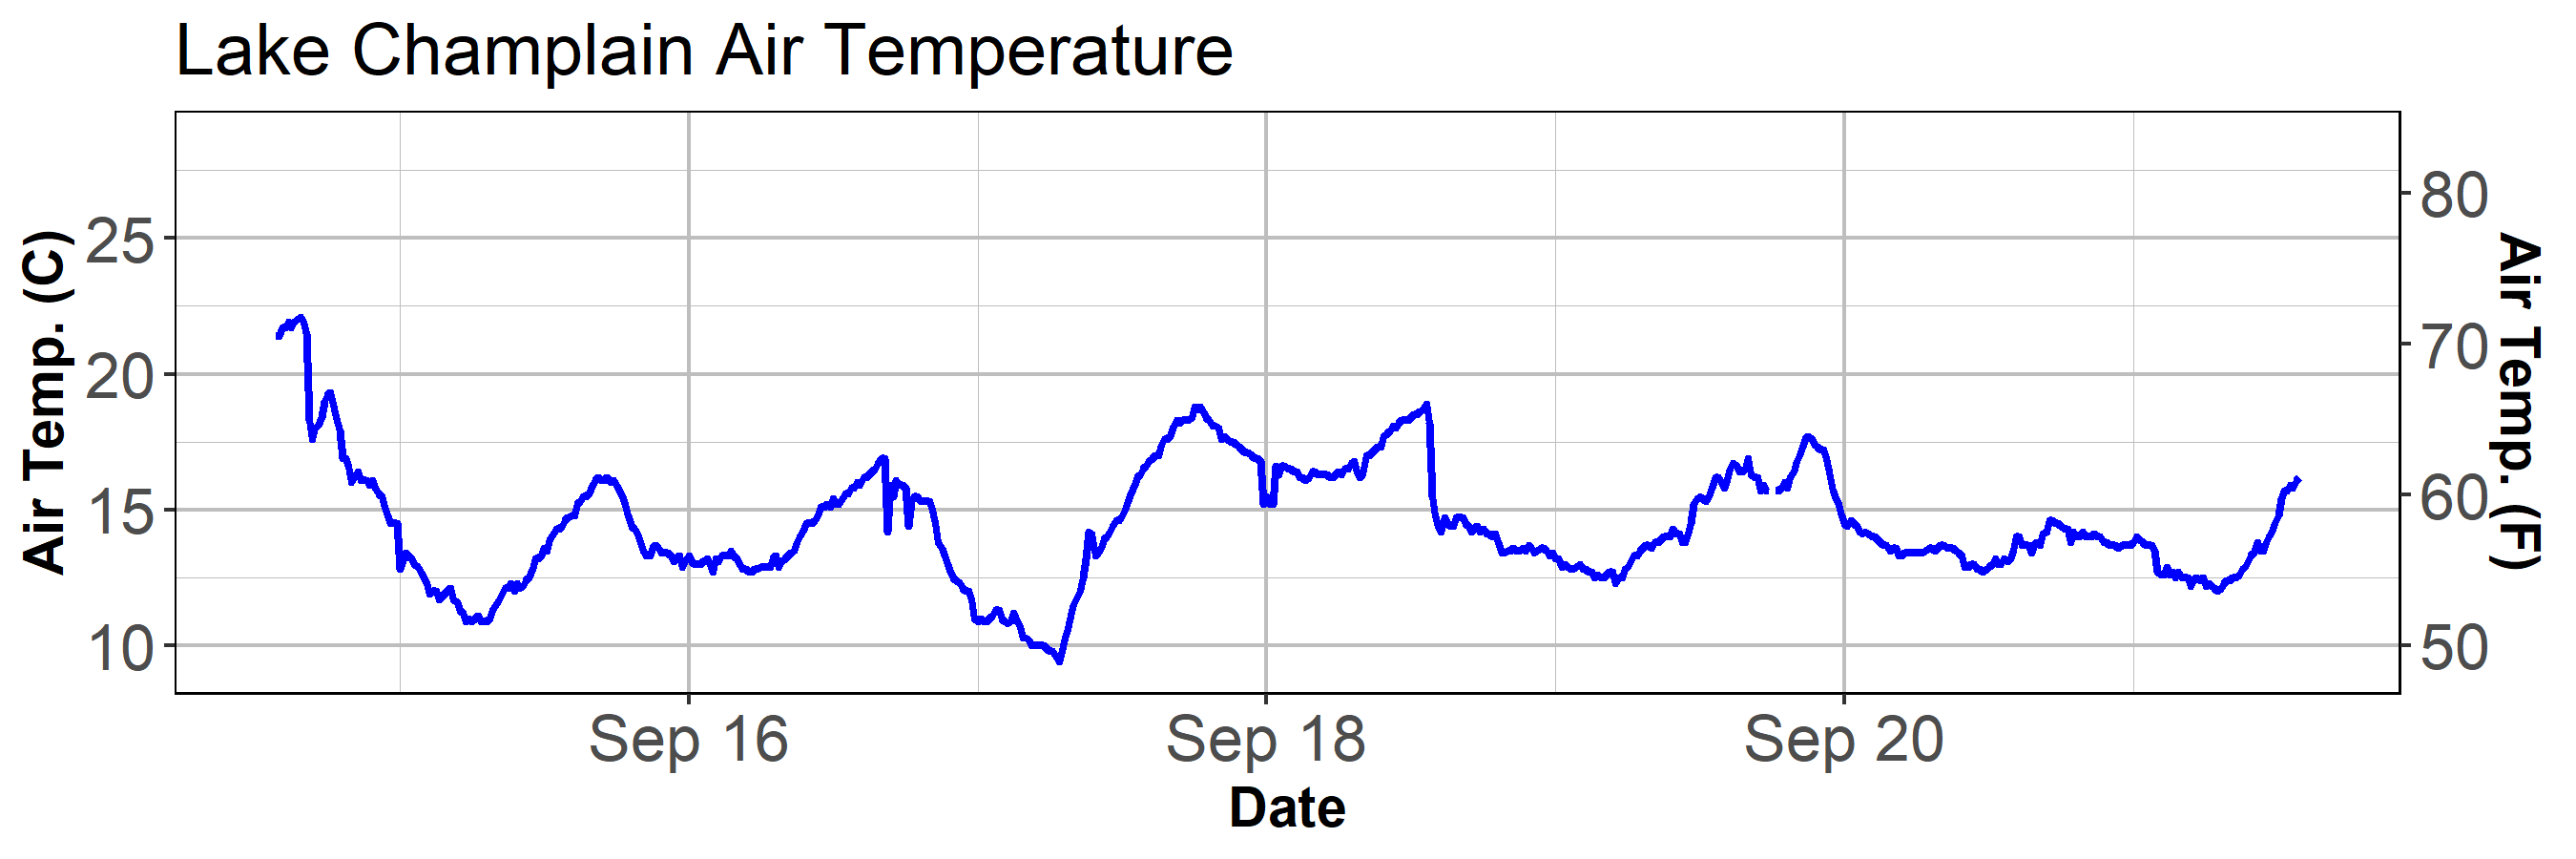 Lake Champlain Air Temperature
Air Temp. (C)
25
20
15
10
80
70
60
50
Air Temp. (F)
Sep 16 Sep 18 Sep 20
Date